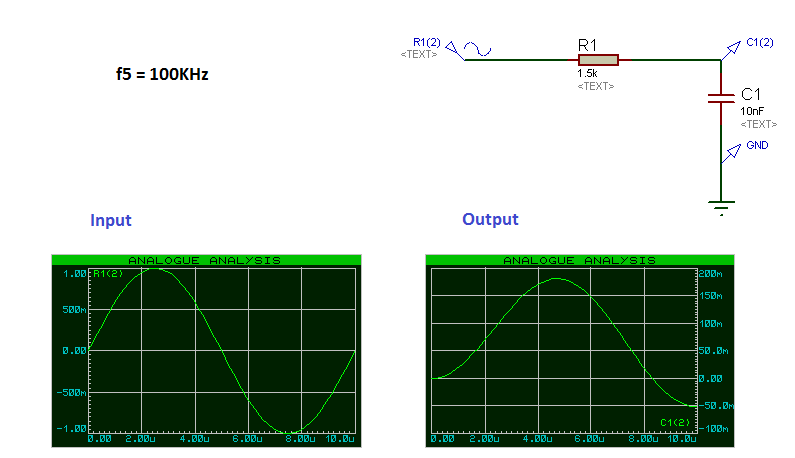 f5 = 100KHz
R1(2)
<TEXT>
R1
1.5k
<TEXT>
C1(2)
C1
10nF
<TEXT>
GND
Input
Output
ANALOGUE ANALYSIS
R1(2)
1.00
500m
0.00
-500m
-1.00
0.00 2.00u 4.00u 6.00u 8.00u 10.0u
ANALOGUE ANALYSIS
200m
150m
100m
50.0m
0.00
-50.0m
C1(2)
-100m
0.00 2.00u 4.00u 6.00u 8.00u 10.0u